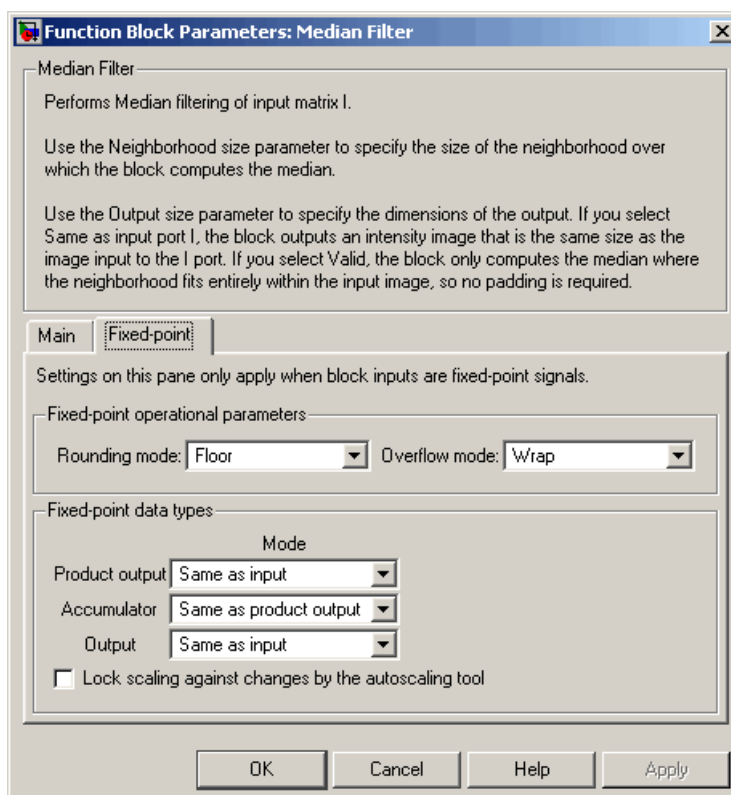 Function Block Parameters: Median Filter
Median Filter
Performs Median filtering of input matrix I.
Use the Neighborhood size parameter to specify the size of the neighborhood over
which the block computes the median.
Use the Output size parameter to specify the dimensions of the output. If you select
Same as input port I, the block outputs an intensity image that is the same size as the
image input to the I port. If you select Valid, the block only computes the median where
the neighborhood fits entirely within the input image, so no padding is required.
Main Fixed-point
Settings on this pane only apply when block inputs are fixed-point signals.
Fixed-point operational parameters
Rounding mode: Floor Overflow mode: Wrap
Fixed-point data types
Mode
Product output Same as input
Accumulator Same as product output
Output Same as input
Lock scaling against changes by the autoscaling tool
OK Cancel Help Apply